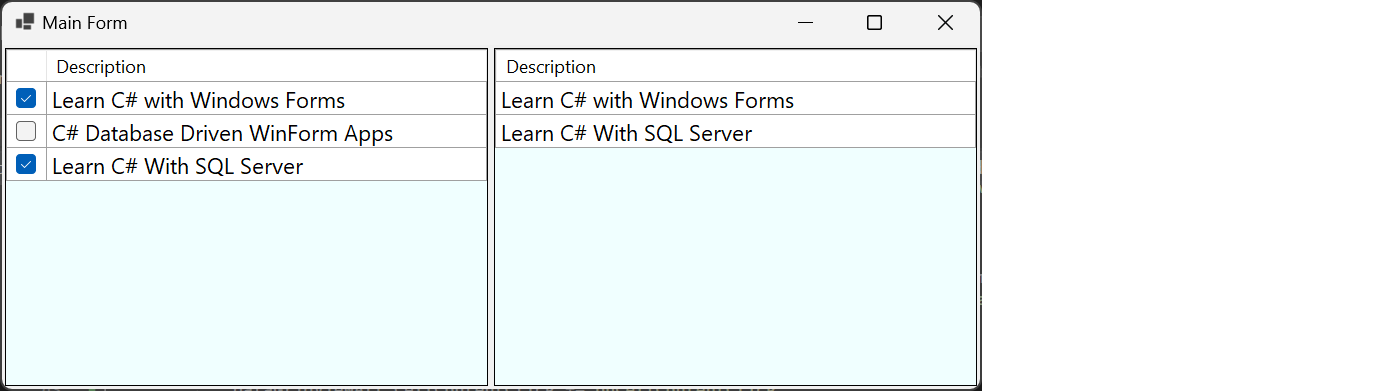 Main Form
Description
Learn C# with Windows Forms
C# Database Driven WinForm Apps
Learn C# With SQL Server
Description
Learn C# with Windows Forms
Learn C# With SQL Server